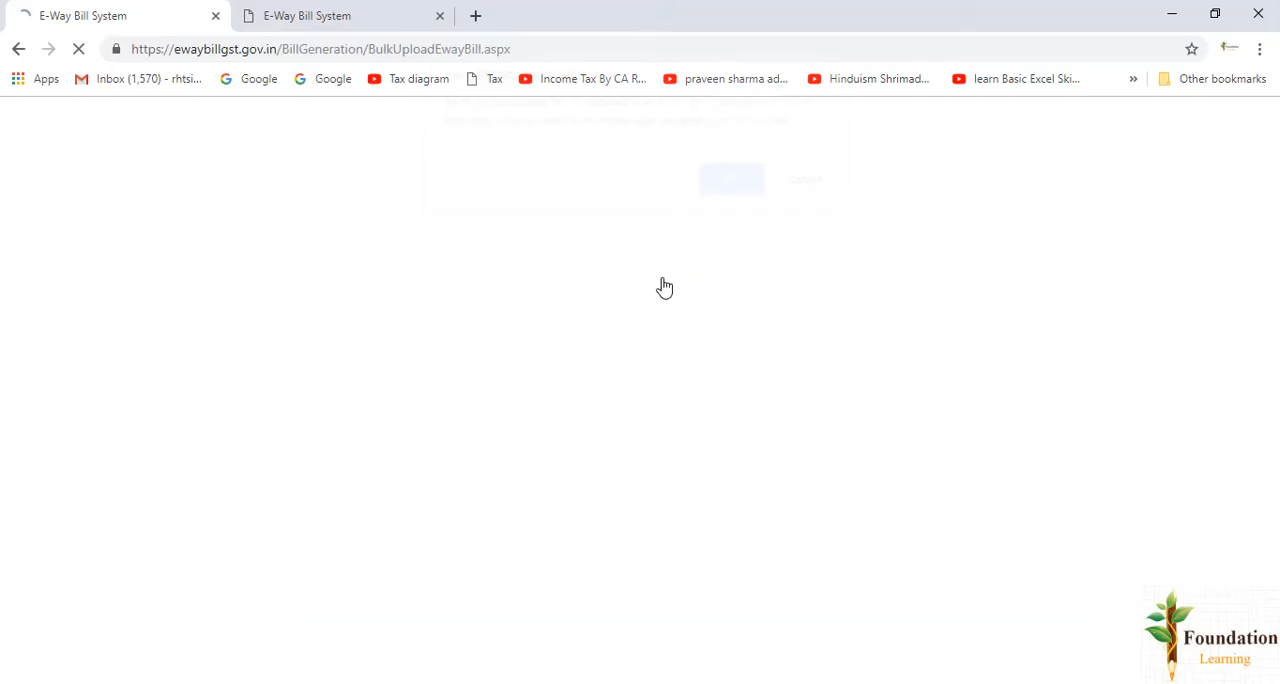 E-Way Bill System
E-Way Bill System
https://ewaybillgst.gov.in/BillGeneration/BulkUploadEwayBill.aspx
Apps
Inbox (1,570) - rhtsi...
Google
Google
Tax diagram
Tax
Income Tax By CA R...
praveen sharma ad...
Hinduism Shrimad...
learn Basic Excel Ski...
»
Other bookmarks
Cancel
Foundation
Learning